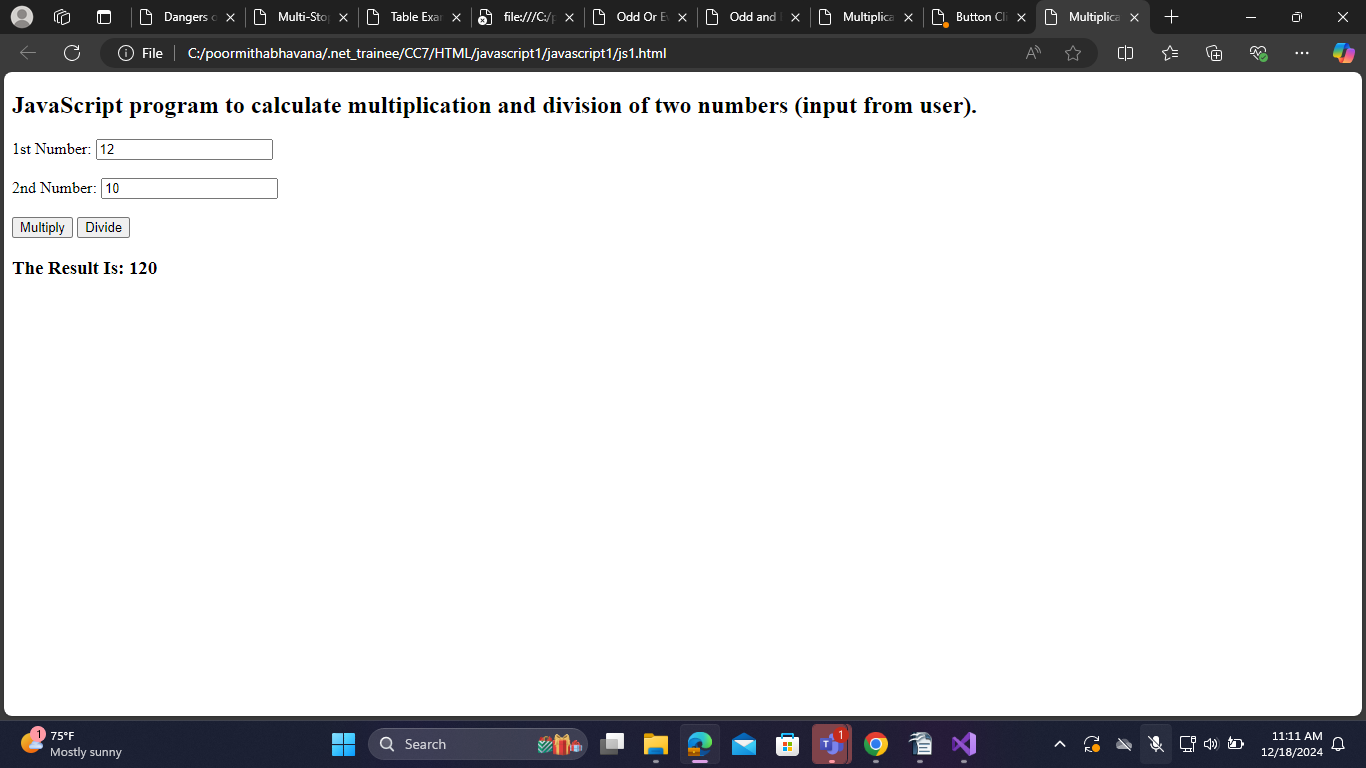 Dangers o
Multi-Sto
Table Exar
file:///C:/p
Odd Or E
Odd and
Multiplica
Button Cli
Multiplica
File
C:/poormithabhavana/.net_trainee/CC7/HTML/javascript1/javascript1/js1.html
JavaScript program to calculate multiplication and division of two numbers (input from user).
1st Number: 12
2nd Number: 10
Multiply Divide
The Result Is: 120
1
75°F
Mostly sunny
Search
1
11:11 AM
12/18/2024